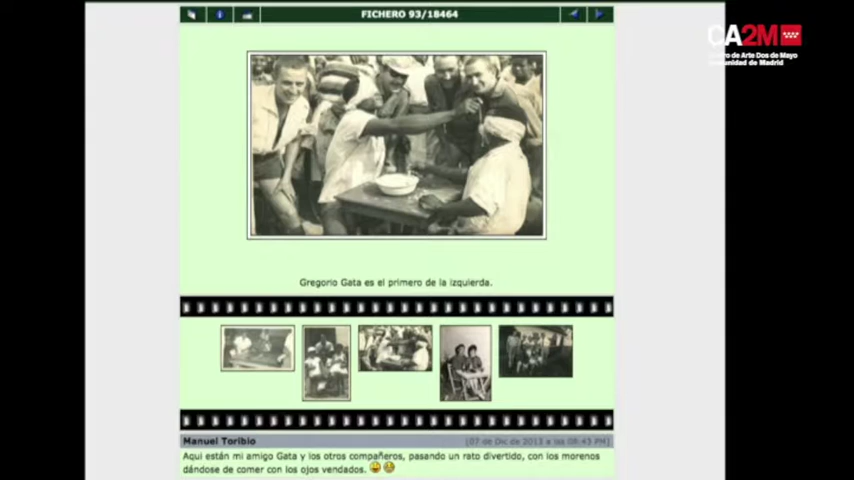 FICHERO 93/18464
CA2M
Centro de Arte Dos de Mayo
Comunidad de Madrid
Gregorio Gata es el primero de la izquierda.
Manuel Toribio
[07 de Dic de 2013 a las 08:43 PM]
Aqui están mi amigo Gata y los otros compañeros, pasando un rato divertido, con los morenos
dándose de comer con los ojos vendados.